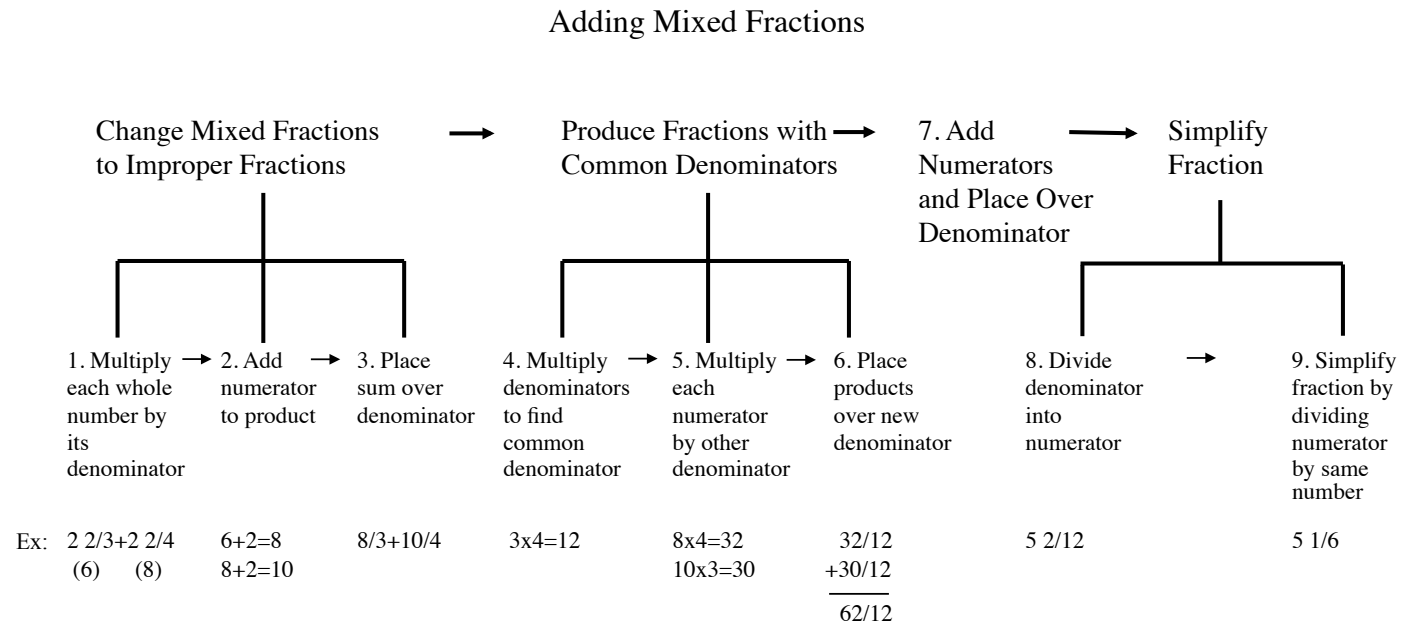 Adding Mixed Fractions
Change Mixed Fractions
to Improper Fractions
Produce Fractions with
Common Denominators
7. Add
Numerators
and Place Over
Denominator
Simplify
Fraction
1. Multiply
each whole
number by
its
denominator
2. Add
numerator
to product
3. Place
sum over
denominator
4. Multiply
denominators
to find
common
denominator
5. Multiply
each
numerator
by other
denominator
6. Place
products
over new
denominator
8. Divide
denominator
into
numerator
9. Simplify
fraction by
dividing
numerator
by same
number
Ex:
2 2/3+2 2/4
(6) (8)
6+2=8
8+2=10
8/3+10/4
3x4=12
8x4=32
10x3=30
32/12
+30/12
62/12
5 2/12
5 1/6